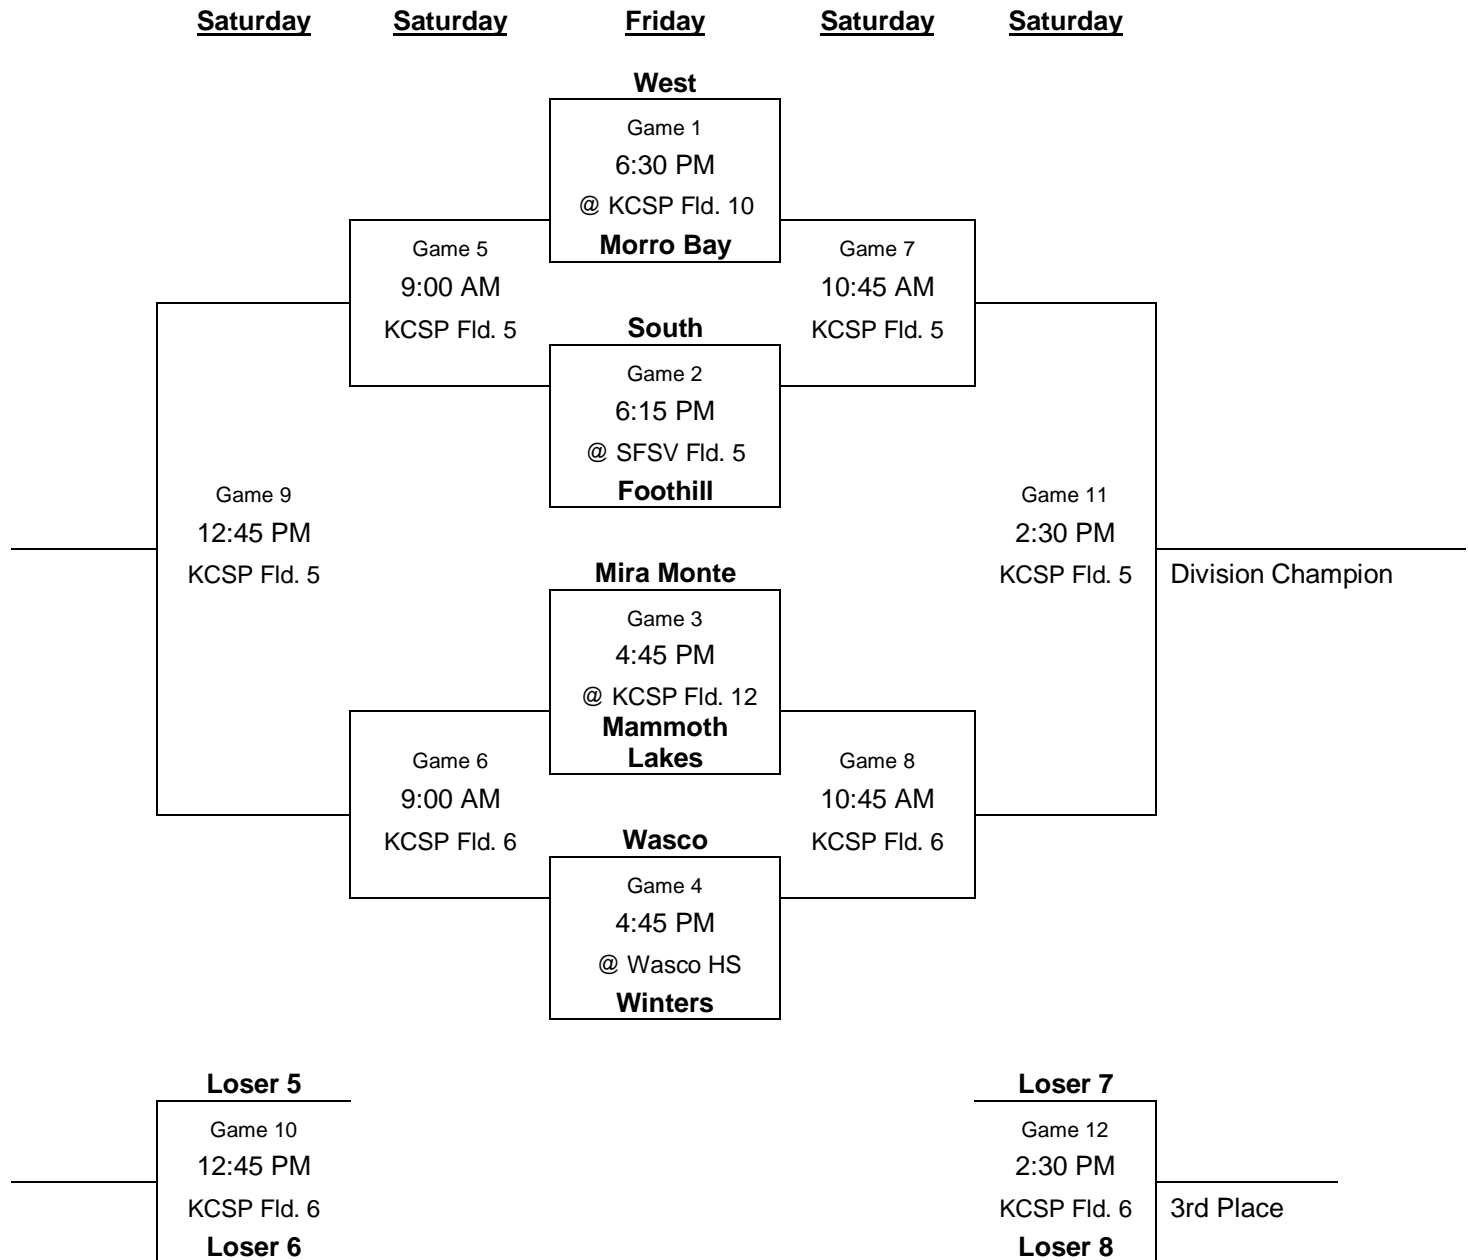 Saturday Saturday Friday Saturday Saturday
West
Game 1
6:30 PM
@ KCSP Fld. 10
Morro Bay
Game 5
9:00 AM
KCSP Fld. 5
Game 7
10:45 AM
KCSP Fld. 5
South
Game 2
6:15 PM
@ SFSV Fld. 5
Foothill
Game 9
12:45 PM
KCSP Fld. 5
Game 11
2:30 PM
KCSP Fld. 5
Division Champion
Mira Monte
Game 3
4:45 PM
@ KCSP Fld. 12
Mammoth
Lakes
Game 6
9:00 AM
KCSP Fld. 6
Game 8
10:45 AM
KCSP Fld. 6
Wasco
Game 4
4:45 PM
@ Wasco HS
Winters
Loser 5
Game 10
12:45 PM
KCSP Fld. 6
Loser 6
Loser 7
Game 12
2:30 PM
KCSP Fld. 6
Loser 8
3rd Place